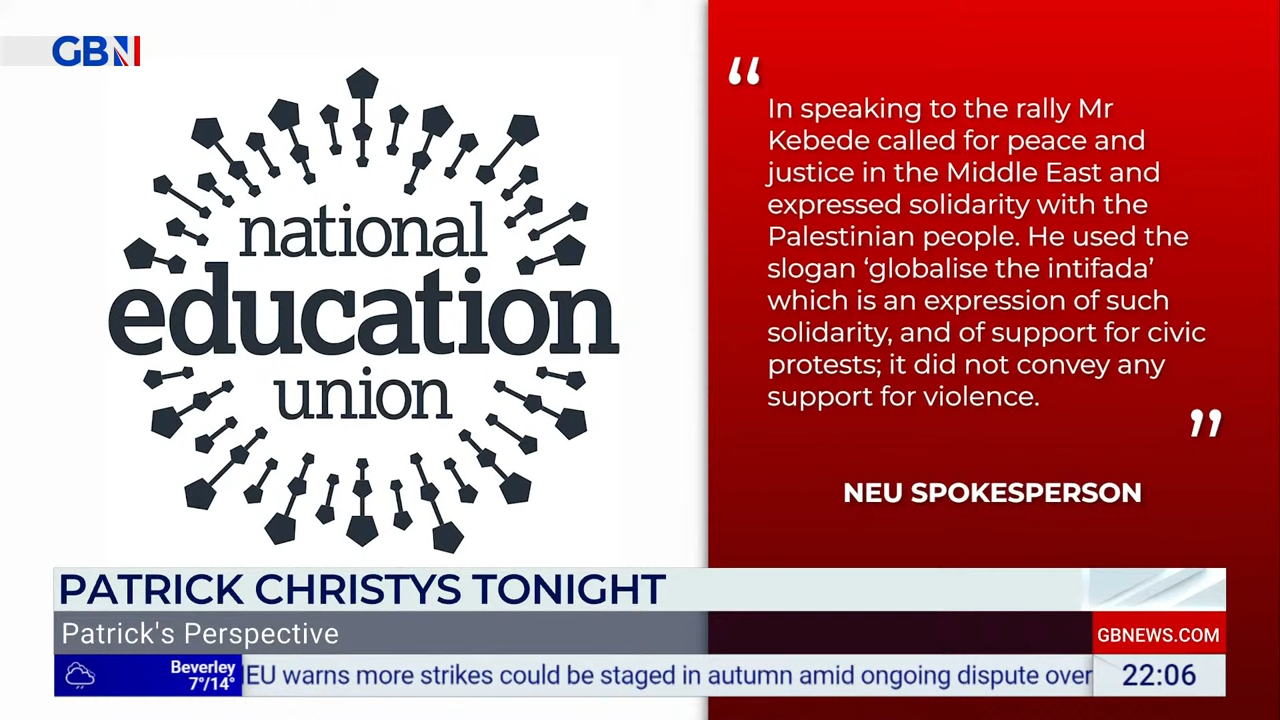 GBN
national
education
union
“
In speaking to the rally Mr
Kebede called for peace and
justice in the Middle East and
expressed solidarity with the
Palestinian people. He used the
slogan ‘globalise the intifada’
which is an expression of such
solidarity, and of support for civic
protests; it did not convey any
support for violence.
”
NEU SPOKESPERSON
PATRICK CHRISTYS TONIGHT
Patrick's Perspective
GBNEWS.COM
Beverley
7°/14°
EU warns more strikes could be staged in autumn amid ongoing dispute over
22:06